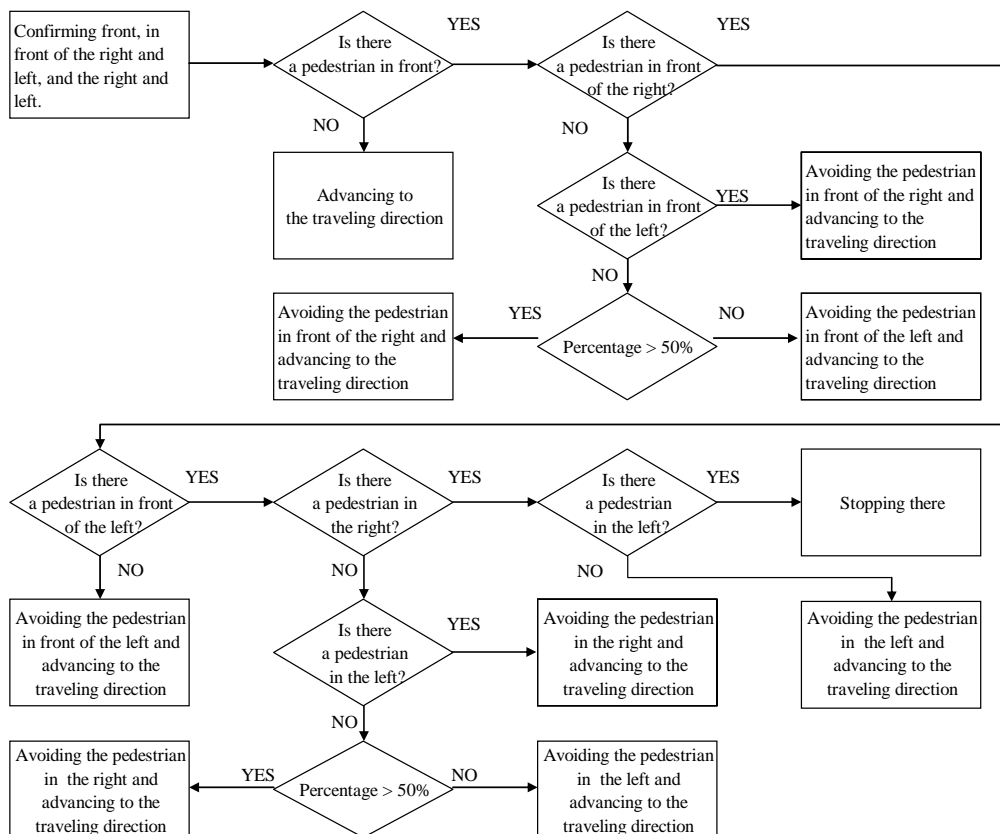 Confirming front, in
front of the right and
left, and the right and
left.
Is there
a pedestrian in front?
YES
Is there
a pedestrian in front
of the right?
YES
NO
NO
Advancing to
the traveling direction
Is there
a pedestrian in front
of the left?
YES
Avoiding the pedestrian
in front of the right and
advancing to the
traveling direction
NO
Avoiding the pedestrian
in front of the right and
advancing to the
traveling direction
YES
Percentage > 50%
NO
Avoiding the pedestrian
in front of the left and
advancing to the
traveling direction
Is there
a pedestrian in front
of the left?
YES
Is there
a pedestrian in
the right?
YES
Is there
a pedestrian
in the left?
YES
Stopping there
NO
NO
NO
Avoiding the pedestrian
in front of the left and
advancing to the
traveling direction
Is there
a pedestrian
in the left?
YES
Avoiding the pedestrian
in the right and
advancing to the
traveling direction
Avoiding the pedestrian
in the left and
advancing to the
traveling direction
NO
Avoiding the pedestrian
in the right and
advancing to the
traveling direction
YES
Percentage > 50%
NO
Avoiding the pedestrian
in the left and
advancing to the
traveling direction